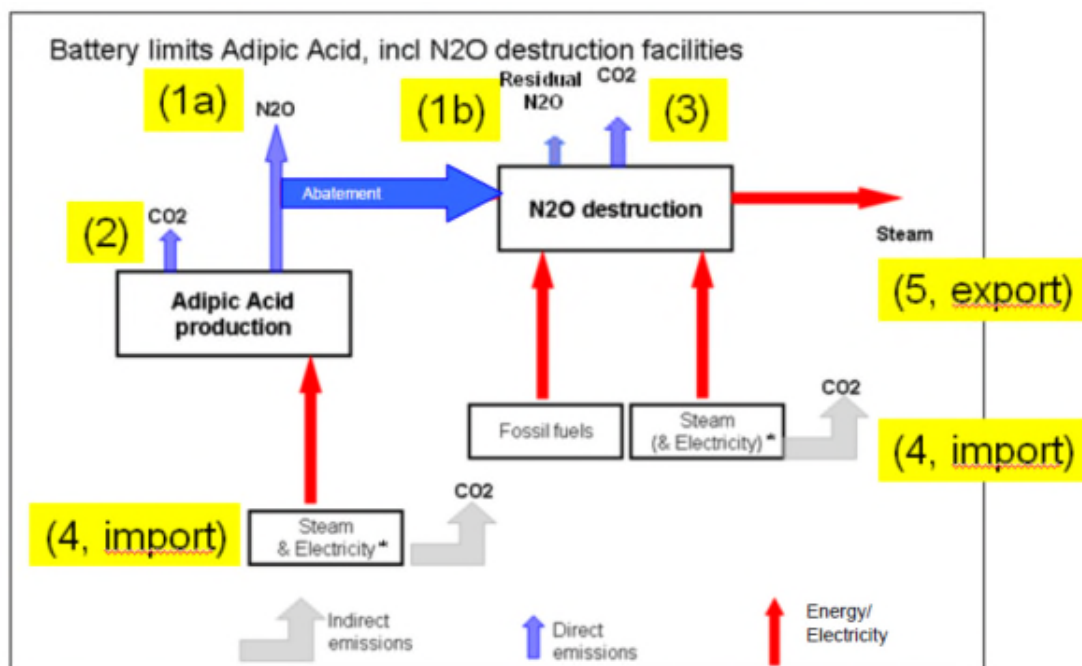 Battery limits Adipic Acid, incl N2O destruction facilities
(1a)
N2O
(1b)
Residual
N2O
CO2
(3)
Abatement
N2O destruction
(2)
CO2
Steam
Adipic Acid
production
(5, export)
CO2
Fossil fuels
Steam
(& Electricity)*
(4, import)
CO2
(4, import)
Steam
& Electricity*
Indirect
emissions
Direct
emissions
Energy/
Electricity